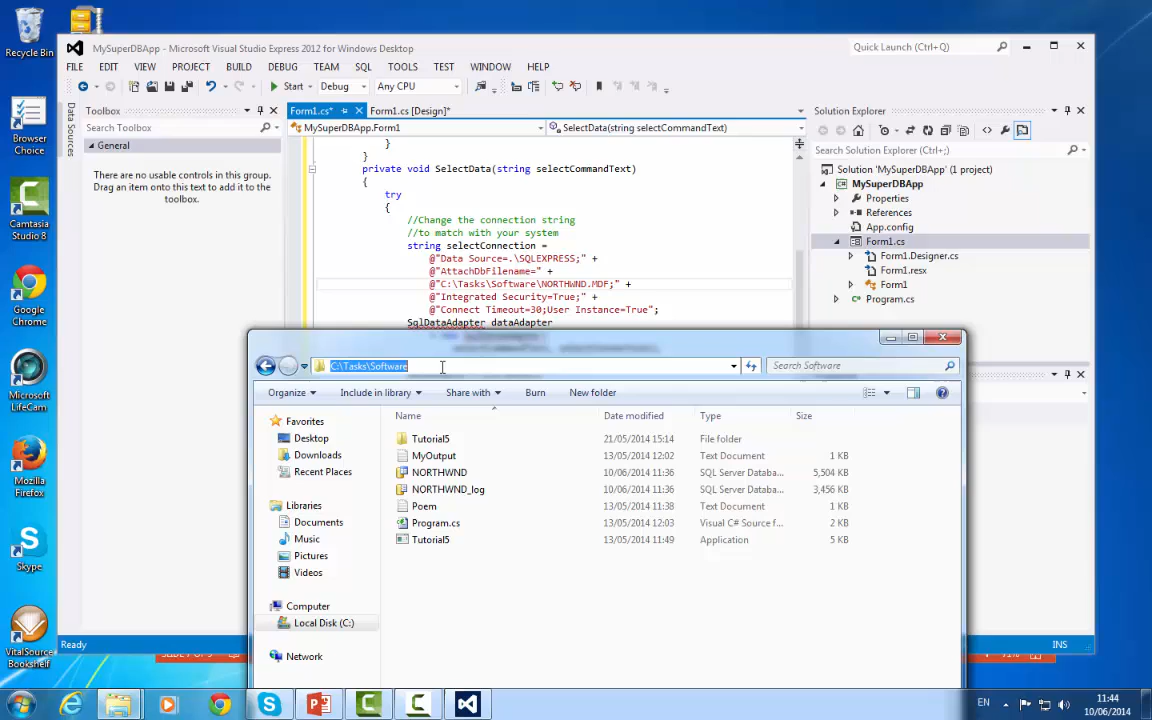 Recycle Bin
Browser
Choice
Camtasia
Studio 8
Google
Chrome
Microsoft
LifeCam
Mozilla
Firefox
Skype
VitalSource
Bookshelf
MySuperDBApp - Microsoft Visual Studio Express 2012 for Windows Desktop
Quick Launch (Ctrl+Q)
FILE EDIT VIEW PROJECT BUILD DEBUG TEAM SQL TOOLS TEST WINDOW HELP
Start Debug Any CPU
Data Sources
Toolbox
Search Toolbox
General
There are no usable controls in this group.
Drag an item onto this text to add it to the
toolbox.
Form1.cs* Form1.cs [Design]*
MySuperDBApp.Form1 SelectData(string selectCommandText)
}
}
private void SelectData(string selectCommandText)
{
try
{
//Change the connection string
//to match with your system
string selectConnection =
@"Data Source=.\SQLEXPRESS;" +
@"AttachDbFilename=" +
@"C:\Tasks\Software\NORTHWND.MDF;" +
@"Integrated Security=True;" +
@"Connect Timeout=30;User Instance=True";
SqlDataAdapter dataAdapter
Solution Explorer
Search Solution Explorer (Ctrl+;)
Solution 'MySuperDBApp' (1 project)
MySuperDBApp
Properties
References
App.config
Form1.cs
Form1.Designer.cs
Form1.resx
Form1
Program.cs
C:\Tasks\Software
Search Software
Organize Include in library Share with Burn New folder
Favorites
Desktop
Downloads
Recent Places
Libraries
Documents
Music
Pictures
Videos
Computer
Local Disk (C:)
Network
Name Date modified Type Size
Tutorial5 21/05/2014 15:14 File folder
MyOutput 13/05/2014 12:02 Text Document 1 KB
NORTHWND 10/06/2014 11:36 SQL Server Databa... 5,504 KB
NORTHWND_log 10/06/2014 11:36 SQL Server Databa... 3,456 KB
Poem 13/05/2014 11:38 Text Document 1 KB
Program.cs 13/05/2014 12:03 Visual C# Source f... 2 KB
Tutorial5 13/05/2014 11:49 Application 5 KB
Ready
INS
EN
11:44
10/06/2014